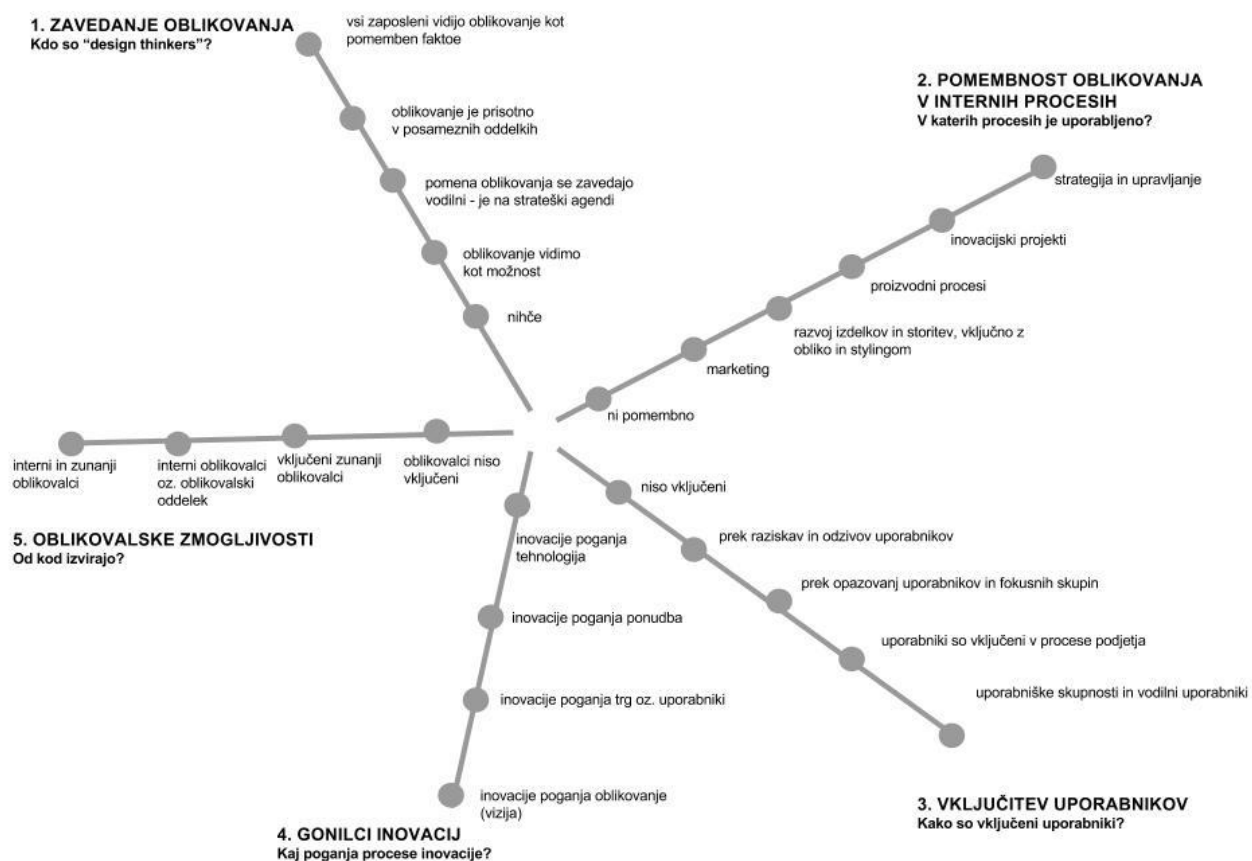 1. ZAVEDANJE OBLIKOVANJA
Kdo so “design thinkers”?
vsi zaposleni vidijo oblikovanje kot
pomemben faktoe
oblikovanje je prisotno
v posameznih oddelkih
pomena oblikovanja se zavedajo
vodilni - je na strateški agendi
oblikovanje vidimo
kot možnost
nihče
2. POMEMBNOST OBLIKOVANJA
V INTERNIH PROCESIH
V katerih procesih je uporabljeno?
strategija in upravljanje
inovacijski projekti
proizvodni procesi
razvoj izdelkov in storitev, vključno z
obliko in stylingom
marketing
ni pomembno
niso vključeni
prek raziskav in odzivov uporabnikov
prek opazovanj uporabnikov in fokusnih skupin
uporabniki so vključeni v procese podjetja
uporabniške skupnosti in vodilni uporabniki
3. VKLJUČITEV UPORABNIKOV
Kako so vključeni uporabniki?
inovacije poganja
tehnologija
inovacije poganja ponudba
inovacije poganja trg oz. uporabniki
inovacije poganja oblikovanje
(vizija)
4. GONILCI INOVACIJ
Kaj poganja procese inovacije?
interni in zunanji
oblikovalci
interni oblikovalci
oz. oblikovalski
oddelek
vključeni zunanji
oblikovalci
oblikovalci niso
vključeni
5. OBLIKOVALSKE ZMOGLJIVOSTI
Od kod izvirajo?